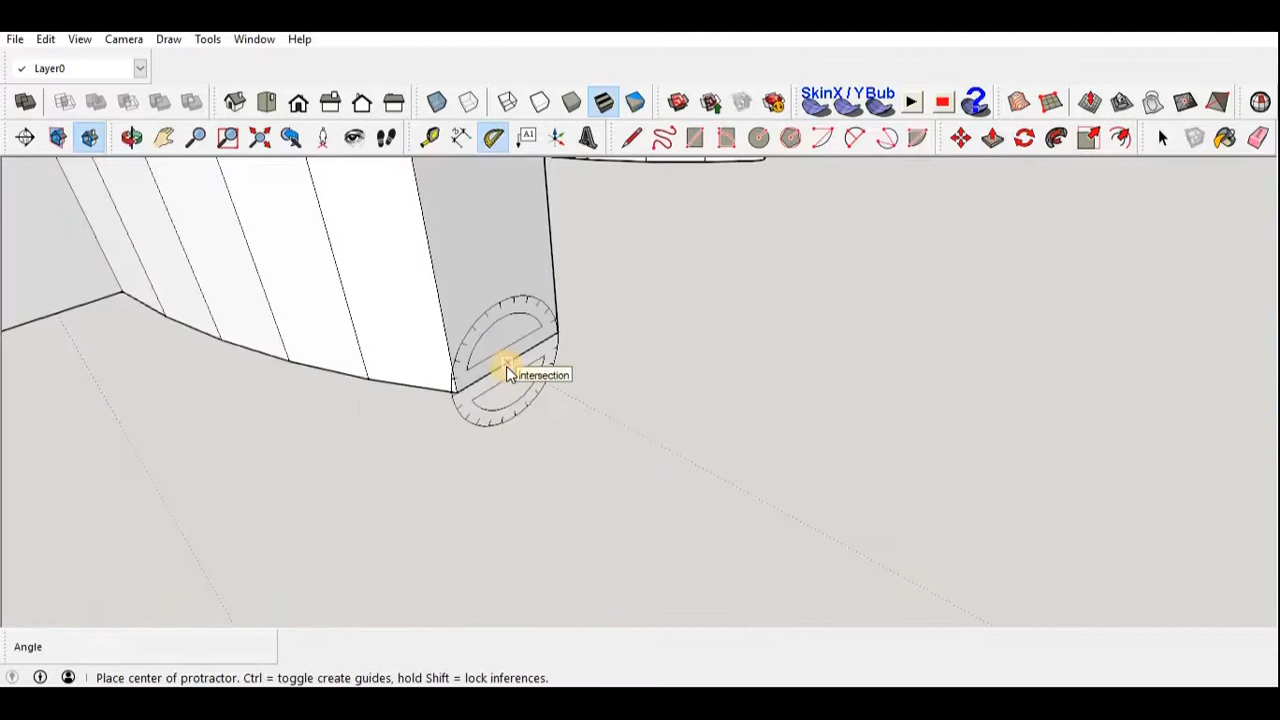 File Edit View Camera Draw Tools Window Help
Layer0
SkinX / YBub
?
A1
Intersection
Angle
Place center of protractor. Ctrl = toggle create guides, hold Shift = lock inferences.